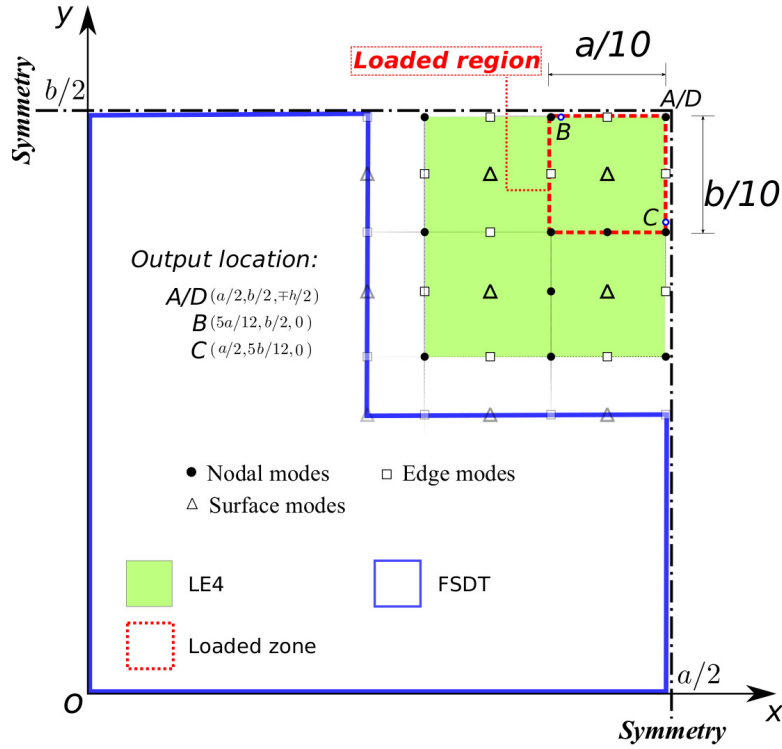 y
Symmetry
b/2
Loaded region
a/10
A/D
B
b/10
C
Output location:
A/D(a/2,b/2,∓h/2)
B(5a/12,b/2,0)
C(a/2,5b/12,0)
Nodal modes
Edge modes
Surface modes
LE4
FSDT
Loaded zone
a/2
O
x
Symmetry